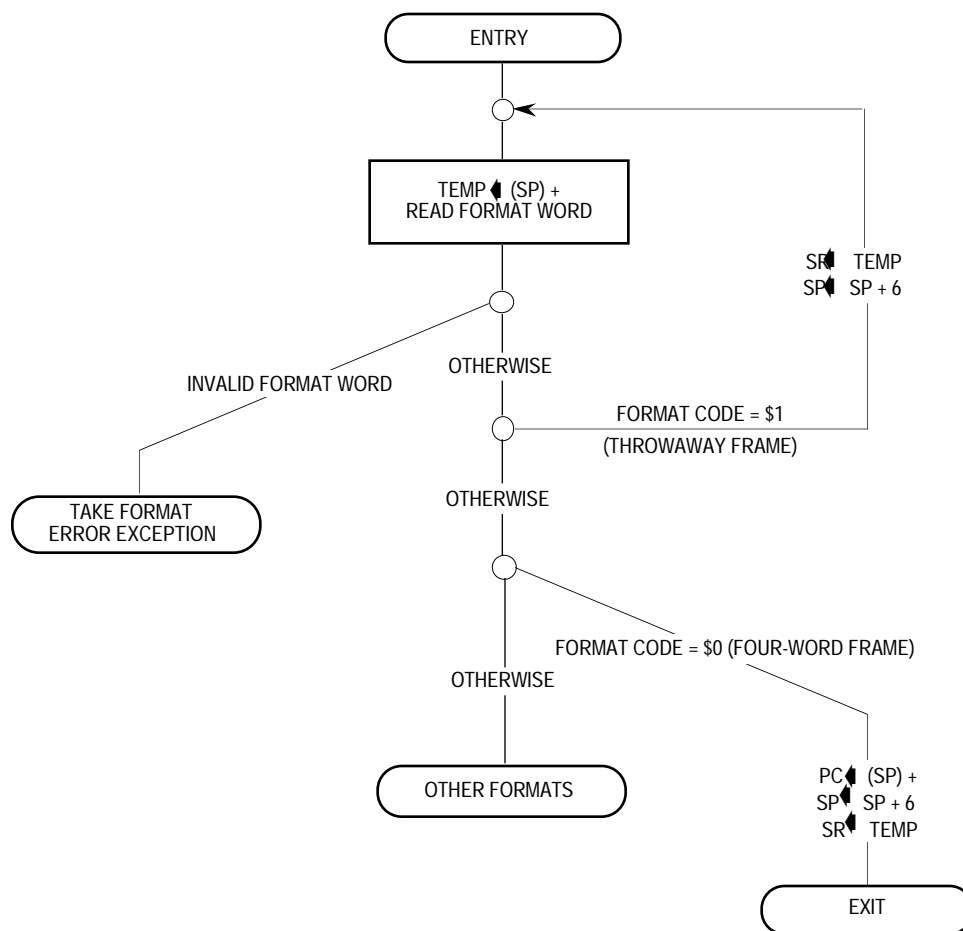 ENTRY
TEMP (SP) +
READ FORMAT WORD
SR TEMP
SP SP + 6
OTHERWISE
INVALID FORMAT WORD
FORMAT CODE = $1
(THROWAWAY FRAME)
OTHERWISE
TAKE FORMAT
ERROR EXCEPTION
FORMAT CODE = $0 (FOUR-WORD FRAME)
OTHERWISE
PC (SP) +
SP SP + 6
SR TEMP
OTHER FORMATS
EXIT